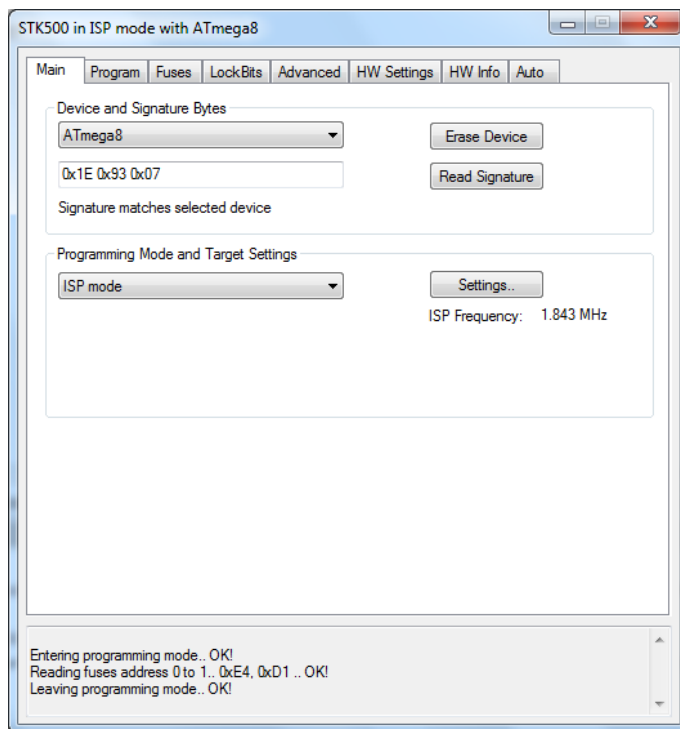 STK500 in ISP mode with ATmega8
Main Program Fuses LockBits Advanced HW Settings HW Info Auto
Device and Signature Bytes
ATmega8 Erase Device
0x1E 0x93 0x07 Read Signature
Signature matches selected device
Programming Mode and Target Settings
ISP mode Settings..
ISP Frequency: 1.843 MHz
Entering programming mode.. OK!
Reading fuses address 0 to 1.. 0xE4, 0xD1 .. OK!
Leaving programming mode.. OK!